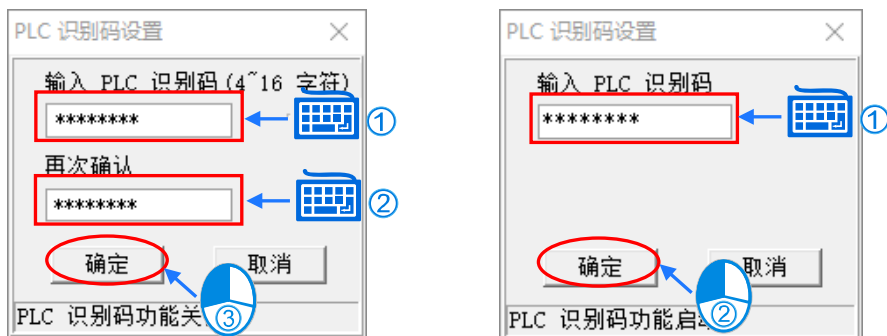 PLC 识别码设置
输入 PLC 识别码(4~16 字符)
********
①
再次确认
********
②
确定
取消
③
PLC 识别码功能关
PLC 识别码设置
输入 PLC 识别码
********
①
确定
取消
②
PLC 识别码功能启